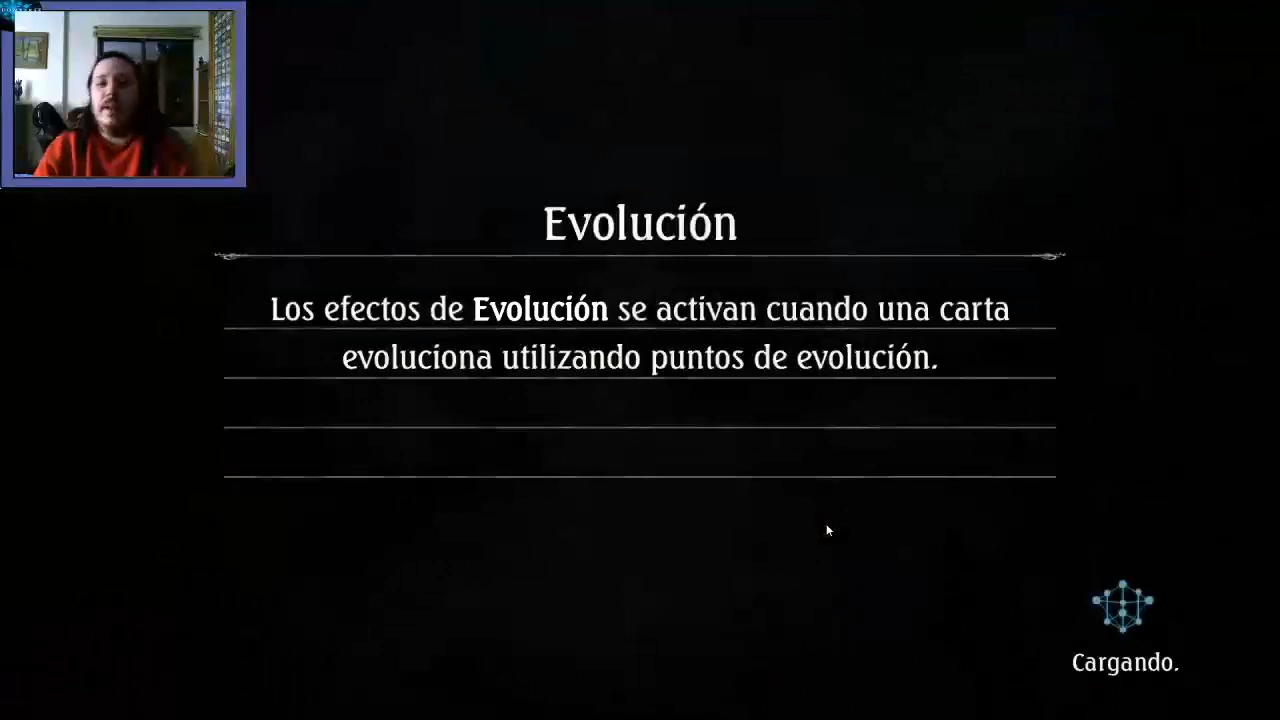 Evolución
Los efectos de Evolución se activan cuando una carta
evoluciona utilizando puntos de evolución.
Cargando.